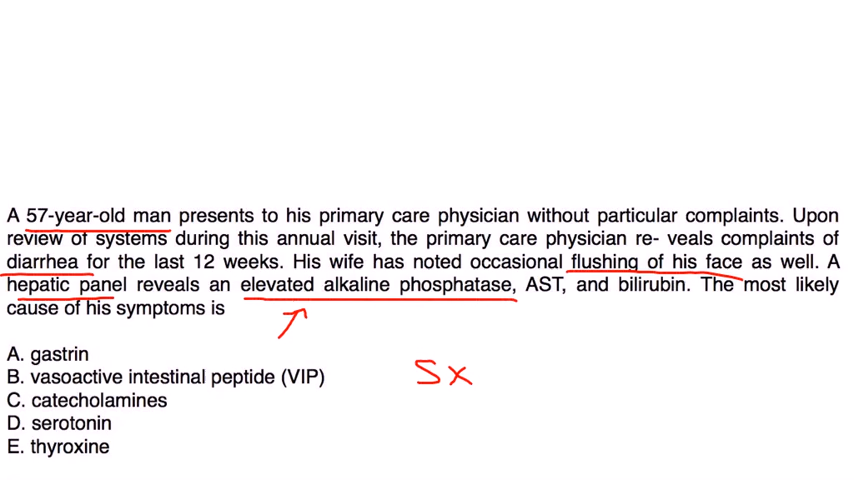 A 57-year-old man presents to his primary care physician without particular complaints. Upon
review of systems during this annual visit, the primary care physician re- veals complaints of
diarrhea for the last 12 weeks. His wife has noted occasional flushing of his face as well. A
hepatic panel reveals an elevated alkaline phosphatase, AST, and bilirubin. The most likely
cause of his symptoms is
A. gastrin
B. vasoactive intestinal peptide (VIP)
Sx
C. catecholamines
D. serotonin
E. thyroxine